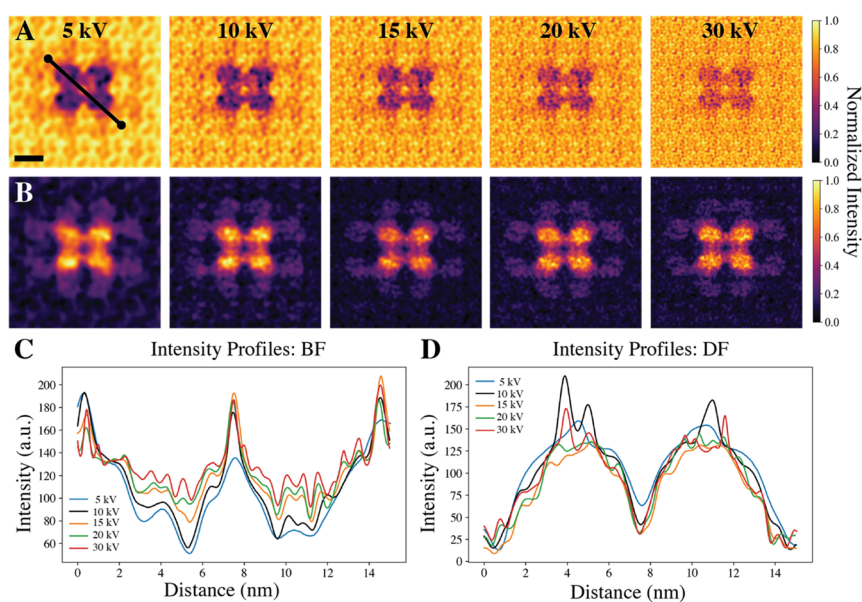 A
5 kV
10 kV
15 kV
20 kV
30 kV
1.0
0.8
0.6
0.4
0.2
0.0
Normalized Intensity
B
1.0
0.8
0.6
0.4
0.2
0.0
C
Intensity Profiles: BF
Intensity (a.u.)
200
180
160
140
120
100
80
60
5 kV
10 kV
15 kV
20 kV
30 kV
0 2 4 6 8 10 12 14
Distance (nm)
D
Intensity Profiles: DF
Intensity (a.u.)
200
175
150
125
100
75
50
25
0
5 kV
10 kV
15 kV
20 kV
30 kV
0 2 4 6 8 10 12 14
Distance (nm)